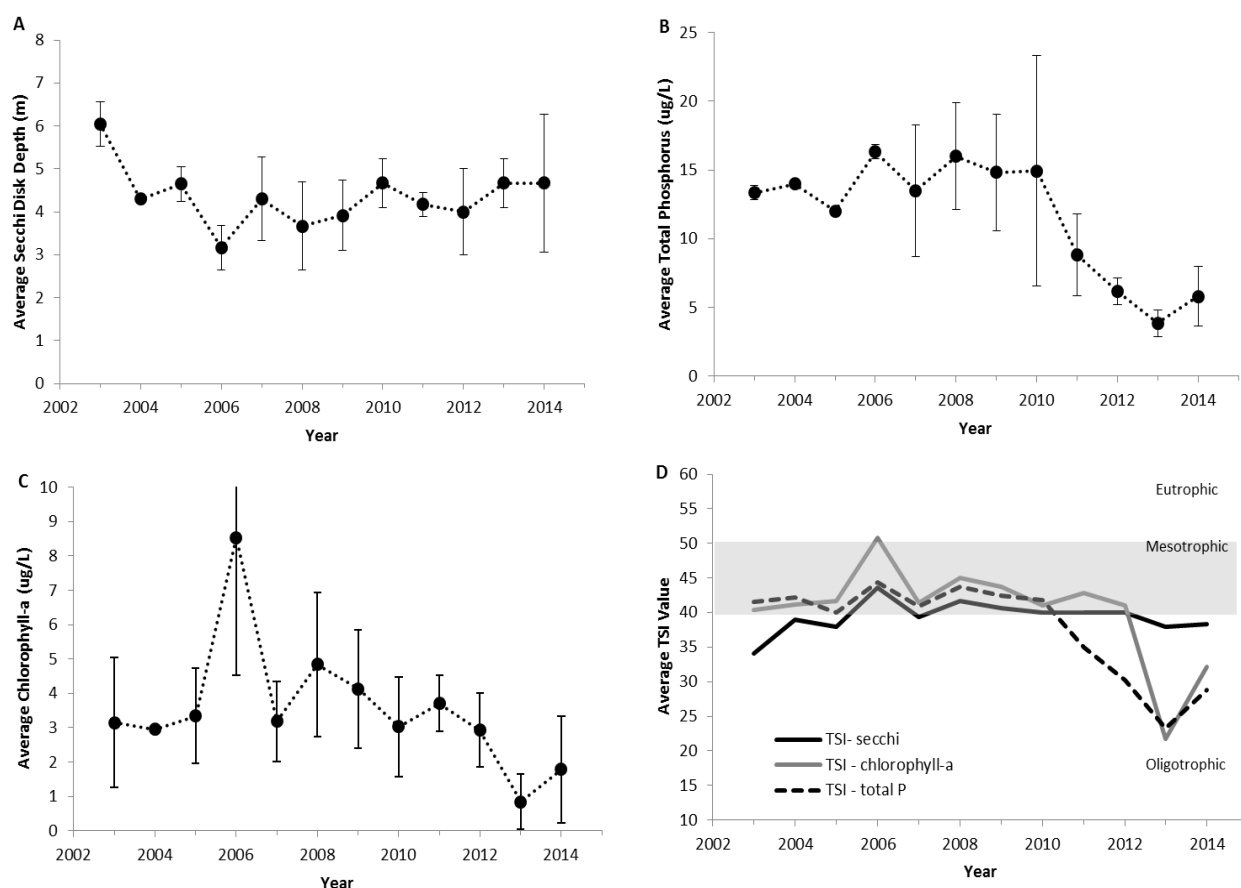 A
Average Secchi Disk Depth (m)
8
7
6
5
4
3
2
1
0
2002 2004 2006 2008 2010 2012 2014
Year
B
Average Total Phosphorus (ug/L)
25
20
15
10
5
0
2002 2004 2006 2008 2010 2012 2014
Year
C
Average Chlorophyll-a (ug/L)
10
9
8
7
6
5
4
3
2
1
0
2002 2004 2006 2008 2010 2012 2014
Year
D
Average TSI Value
60
55
50
45
40
35
30
25
20
15
10
Eutrophic
Mesotrophic
Oligotrophic
TSI- secchi
TSI - chlorophyll-a
TSI - total P
2002 2004 2006 2008 2010 2012 2014
Year